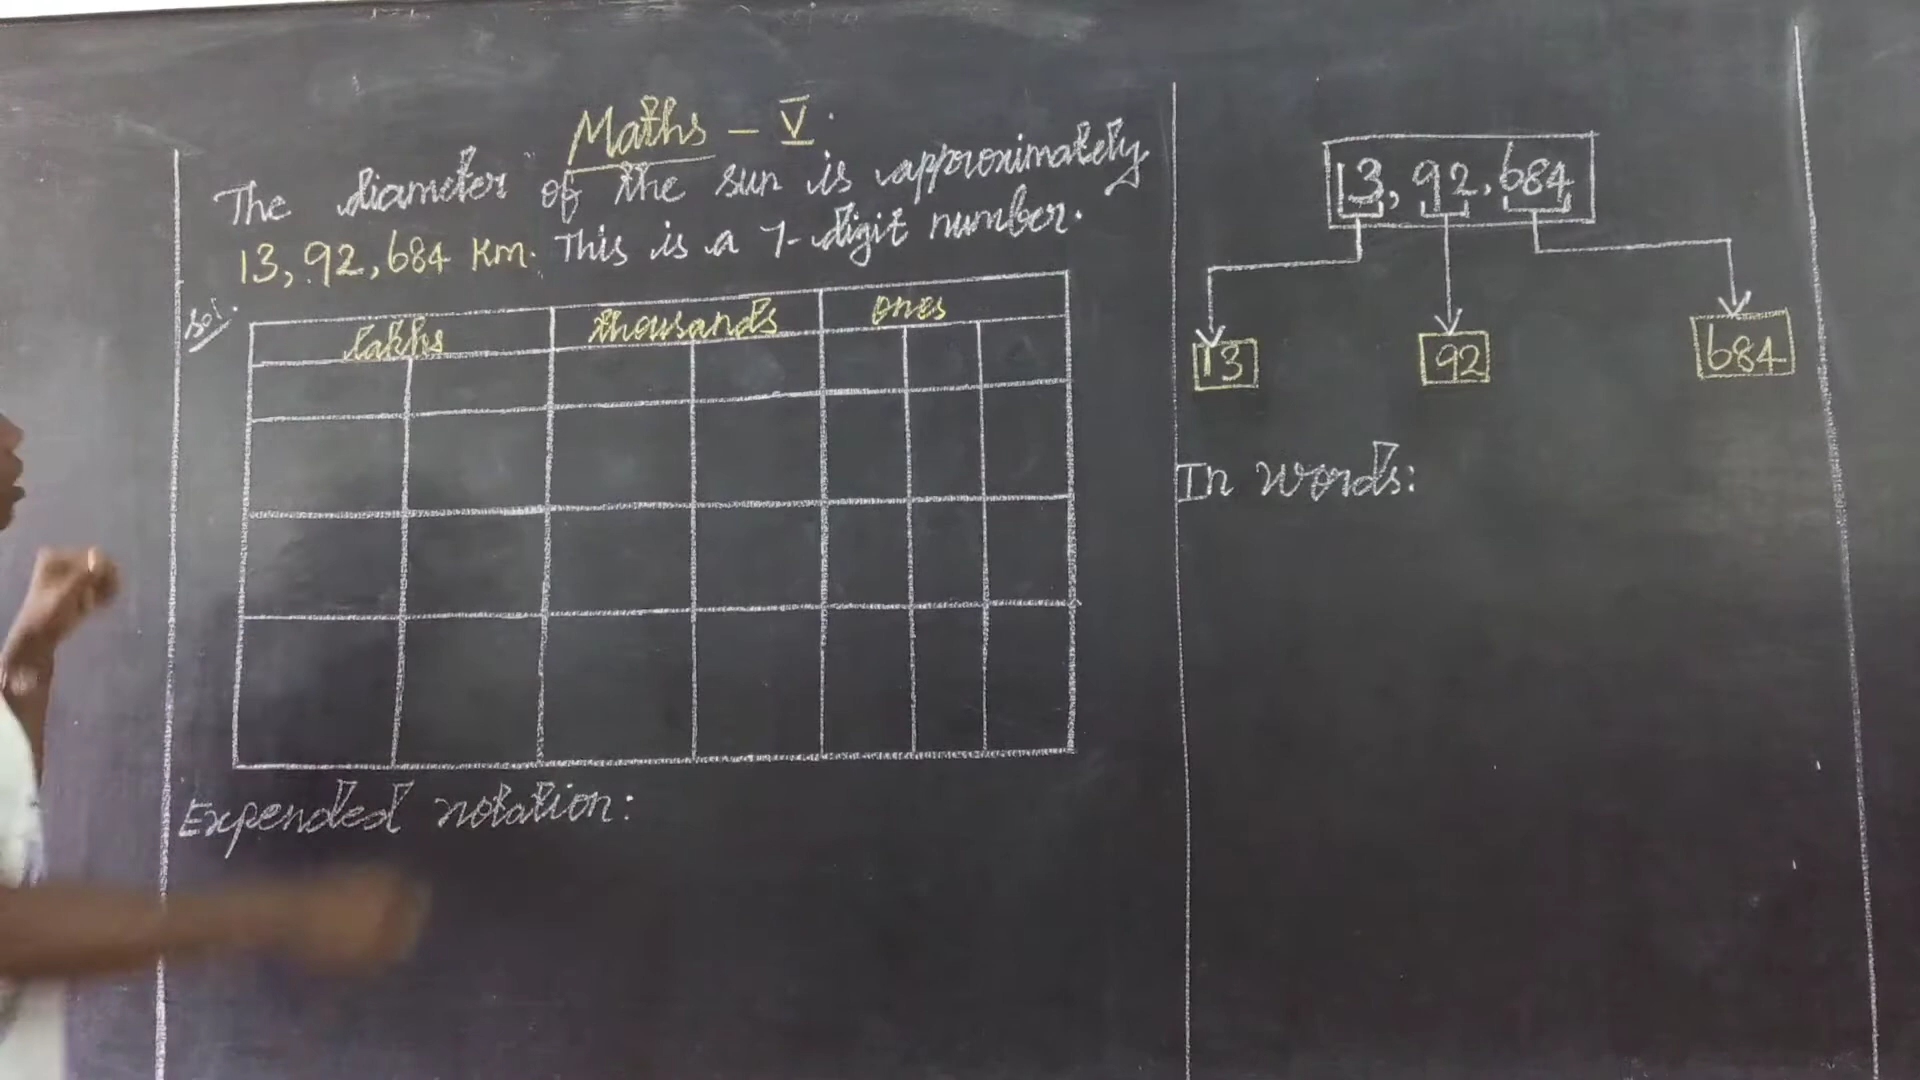 Maths - V.
The diameter of the sun is approximately
13,92,684 Km. This is a 7-digit number.
Sol.
lakhs thousands ones
Expended notation:
13,92,684
13 92 684
In words: